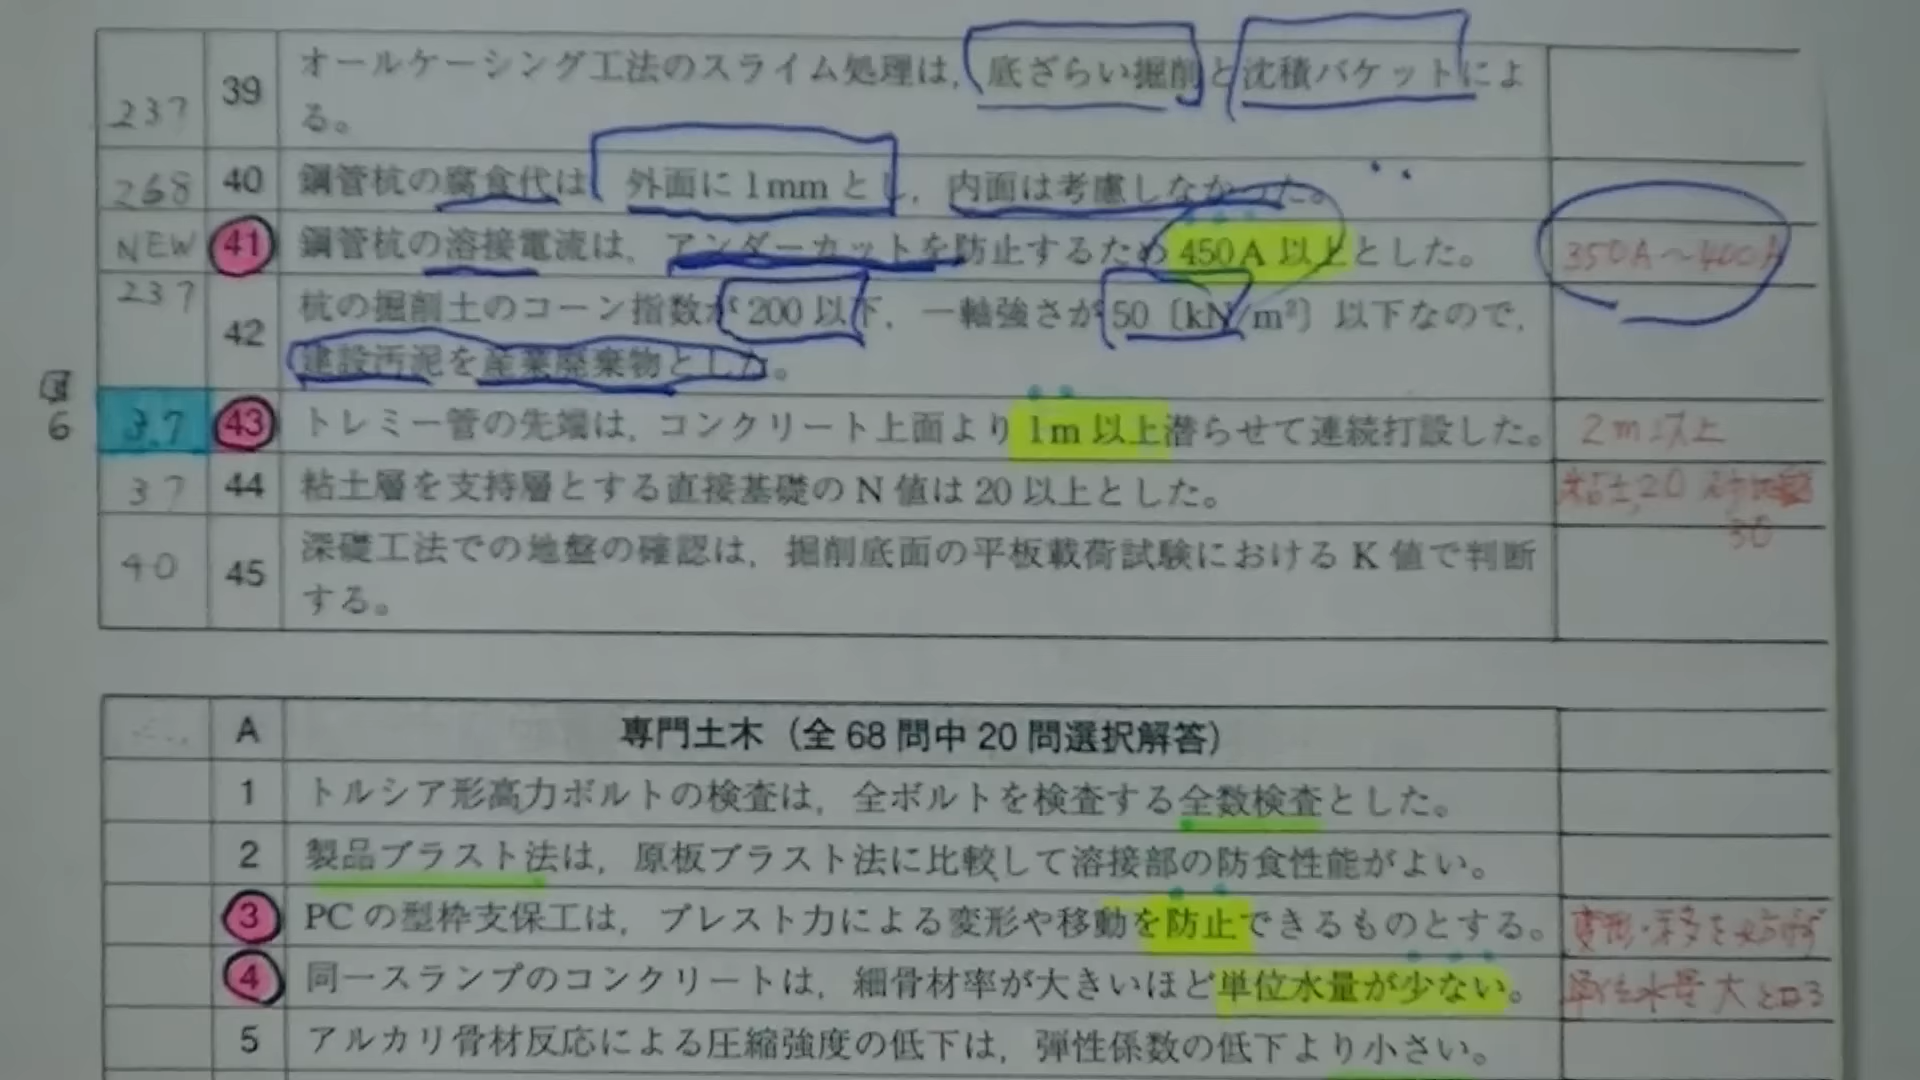 237 39 オールケーシング工法のスライム処理は，底ざらい掘削と沈積バケットによ
る。
268 40 鋼管杭の腐食代は，外面に1mmとし，内面は考慮しなかった。
NEW 41 鋼管杭の溶接電流は，アンダーカットを防止するため450A以上とした。 350A～400A
237 42 杭の掘削土のコーン指数が200以下，一軸強さが50〔kN/m²〕以下なので，
建設汚泥を産業廃棄物とした。
6 3.7 43 トレミー管の先端は，コンクリート上面より1m以上潜らせて連続打設した。 2m以上
37 44 粘土層を支持層とする直接基礎のN値は20以上とした。 粘土20
30
40 45 深礎工法での地盤の確認は，掘削底面の平板載荷試験におけるK値で判断
する。
A 専門土木（全68問中20問選択解答）
1 トルシア形高力ボルトの検査は，全ボルトを検査する全数検査とした。
2 製品ブラスト法は，原板ブラスト法に比較して溶接部の防食性能がよい。
3 PCの型枠支保工は，プレスト力による変形や移動を防止できるものとする。 変形・移
4 同一スランプのコンクリートは，細骨材率が大きいほど単位水量が少ない。 単位水量大
5 アルカリ骨材反応による圧縮強度の低下は，弾性係数の低下より小さい。